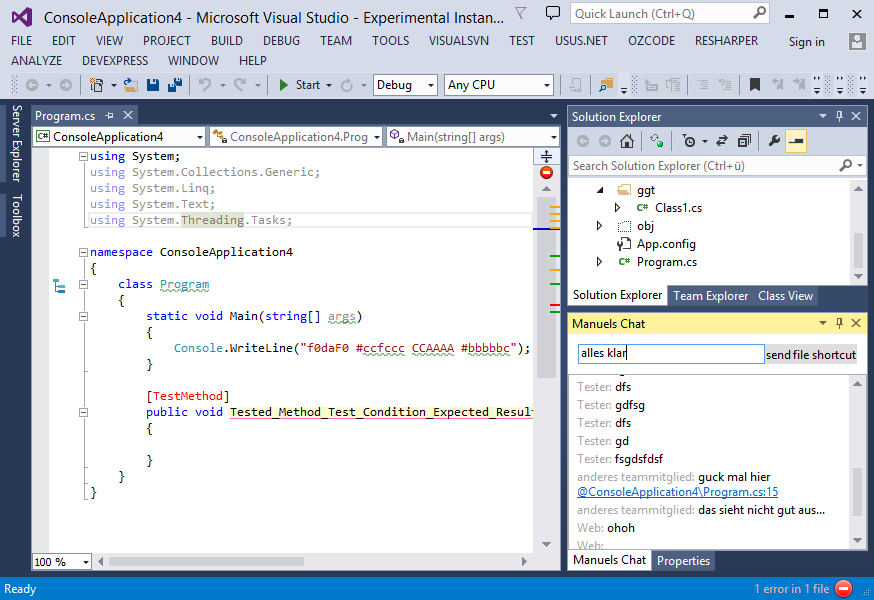 ConsoleApplication4 - Microsoft Visual Studio - Experimental Instan...
Quick Launch (Ctrl+Q)
FILE EDIT VIEW PROJECT BUILD DEBUG TEAM TOOLS VISUALSVN TEST USUS.NET OZCODE RESHARPER Sign in
ANALYZE DEVEXPRESS WINDOW HELP
Start Debug Any CPU
Server Explorer
Toolbox
Program.cs
C# ConsoleApplication4 ConsoleApplication4.Prog Main(string[] args)
using System;
using System.Collections.Generic;
using System.Linq;
using System.Text;
using System.Threading.Tasks;
namespace ConsoleApplication4
{
class Program
{
static void Main(string[] args)
{
Console.WriteLine("f0daF0 #ccfccc CCAAAA #bbbbbc");
}
[TestMethod]
public void Tested_Method_Test_Condition_Expected_Result
{
}
}
}
100 %
Solution Explorer
Search Solution Explorer (Ctrl+ü)
ggt
C# Class1.cs
obj
App.config
C# Program.cs
Solution Explorer Team Explorer Class View
Manuels Chat
alles klar send file shortcut
Tester: dfs
Tester: gdfsg
Tester: dfs
Tester: gd
Tester: fsgdsfdsf
anderes teammitglied: guck mal hier
@ConsoleApplication4\Program.cs:15
anderes teammitglied: das sieht nicht gut aus...
Web: ohoh
Web:
Manuels Chat Properties
Ready 1 error in 1 file